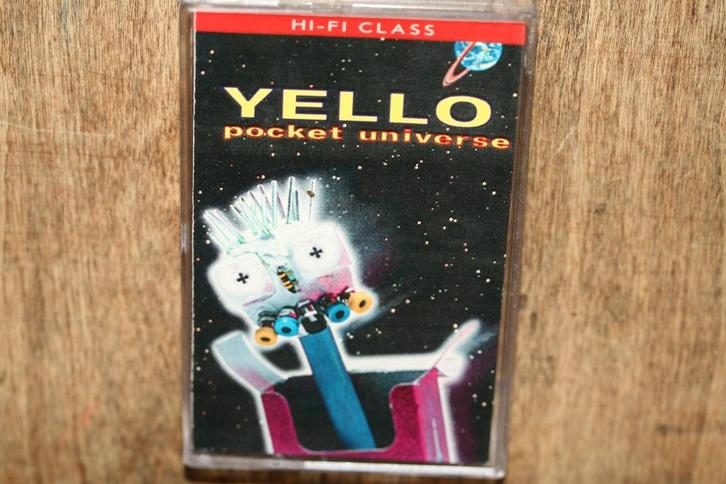 HI-FI CLASS
YELLO
pocket universe